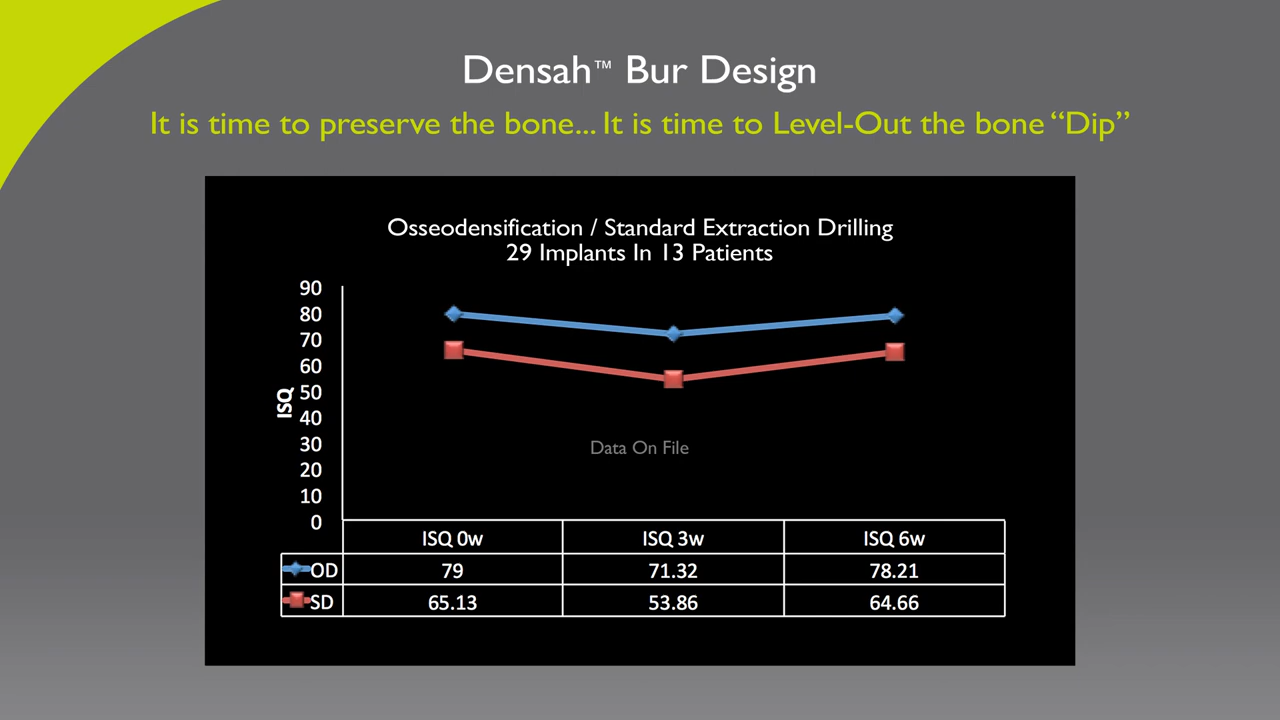 Densah™ Bur Design
It is time to preserve the bone... It is time to Level-Out the bone “Dip”
Osseodensification / Standard Extraction Drilling
29 Implants In 13 Patients
90
80
70
60
50
40
30
20
10
0
ISQ
Data On File
ISQ 0w ISQ 3w ISQ 6w
OD 79 71.32 78.21
SD 65.13 53.86 64.66